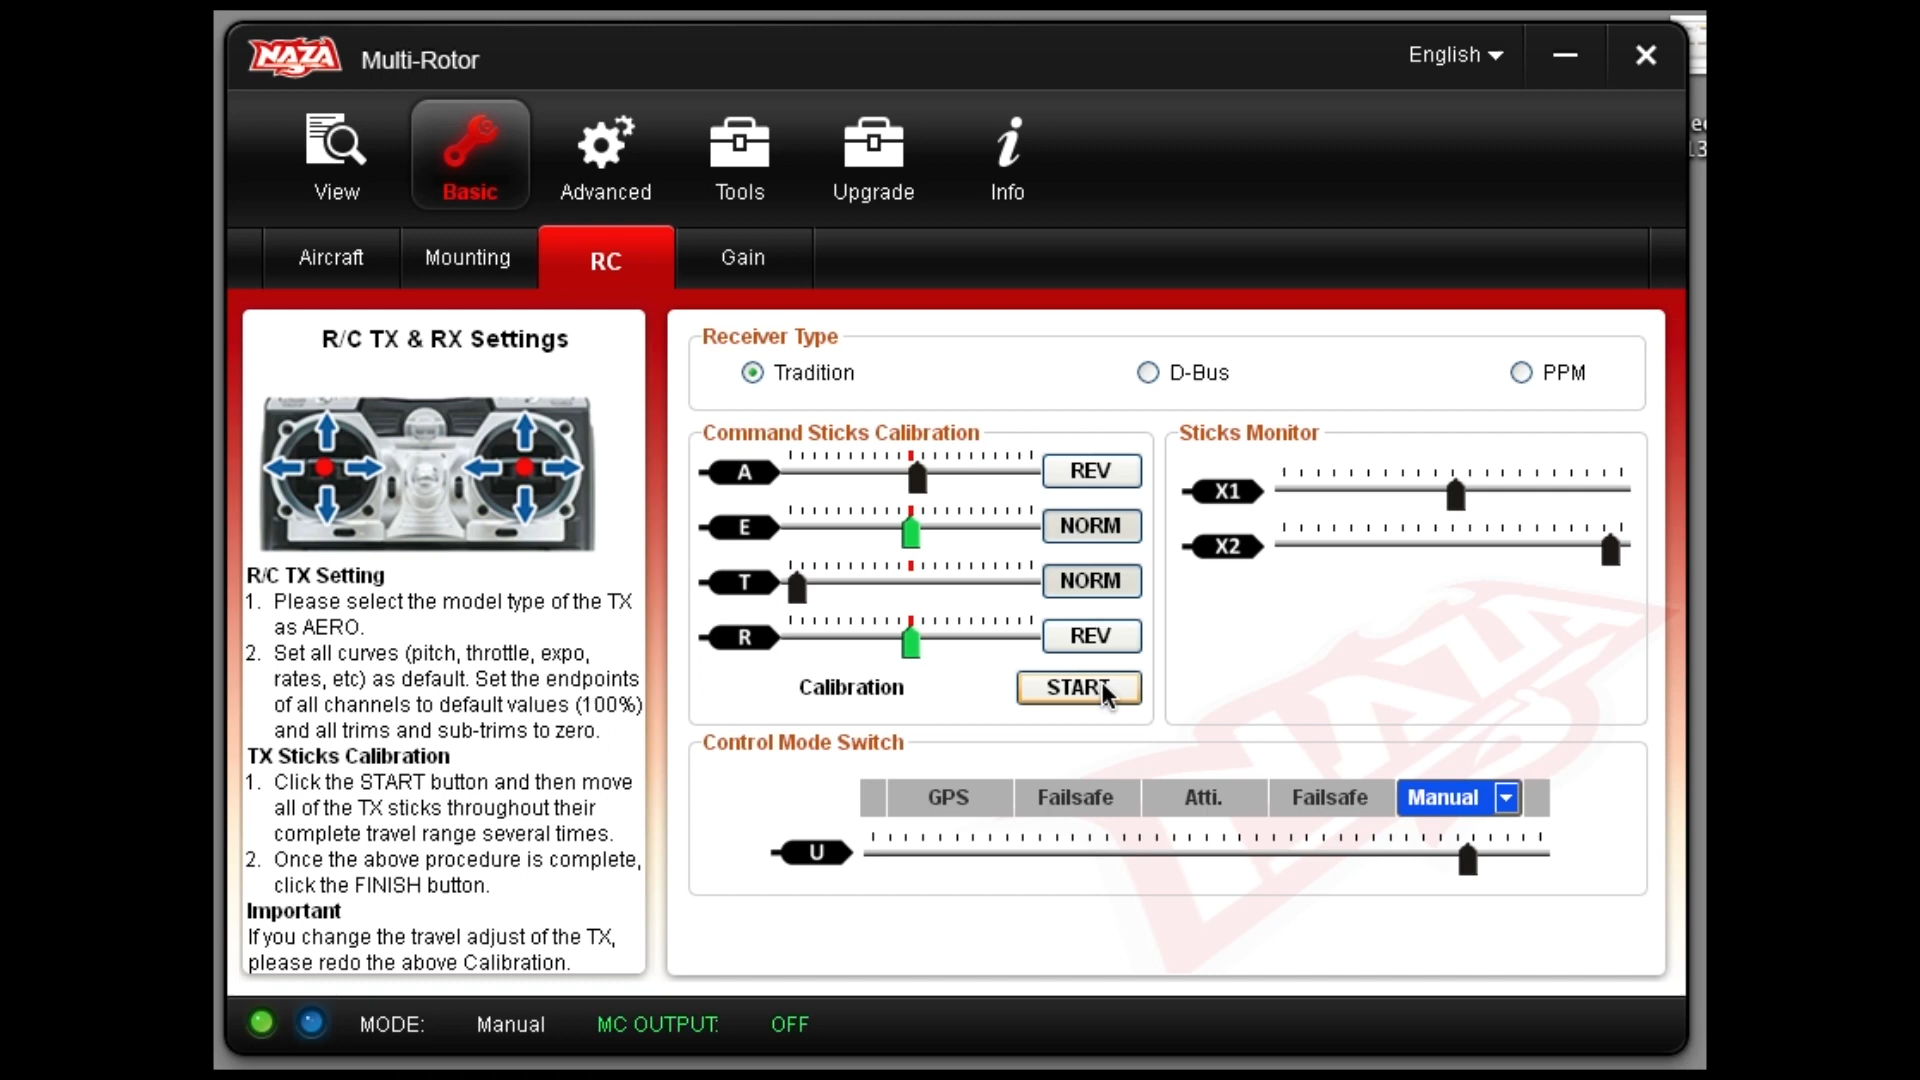 NAZA Multi-Rotor English
View Basic Advanced Tools Upgrade Info
Aircraft Mounting RC Gain
R/C TX & RX Settings
R/C TX Setting
1. Please select the model type of the TX
as AERO.
2. Set all curves (pitch, throttle, expo,
rates, etc) as default. Set the endpoints
of all channels to default values (100%)
and all trims and sub-trims to zero.
TX Sticks Calibration
1. Click the START button and then move
all of the TX sticks throughout their
complete travel range several times.
2. Once the above procedure is complete,
click the FINISH button.
Important
If you change the travel adjust of the TX,
please redo the above Calibration.
Receiver Type
Tradition D-Bus PPM
Command Sticks Calibration
A REV
E NORM
T NORM
R REV
Calibration START
Sticks Monitor
X1
X2
Control Mode Switch
GPS Failsafe Atti. Failsafe Manual
U
MODE: Manual MC OUTPUT: OFF